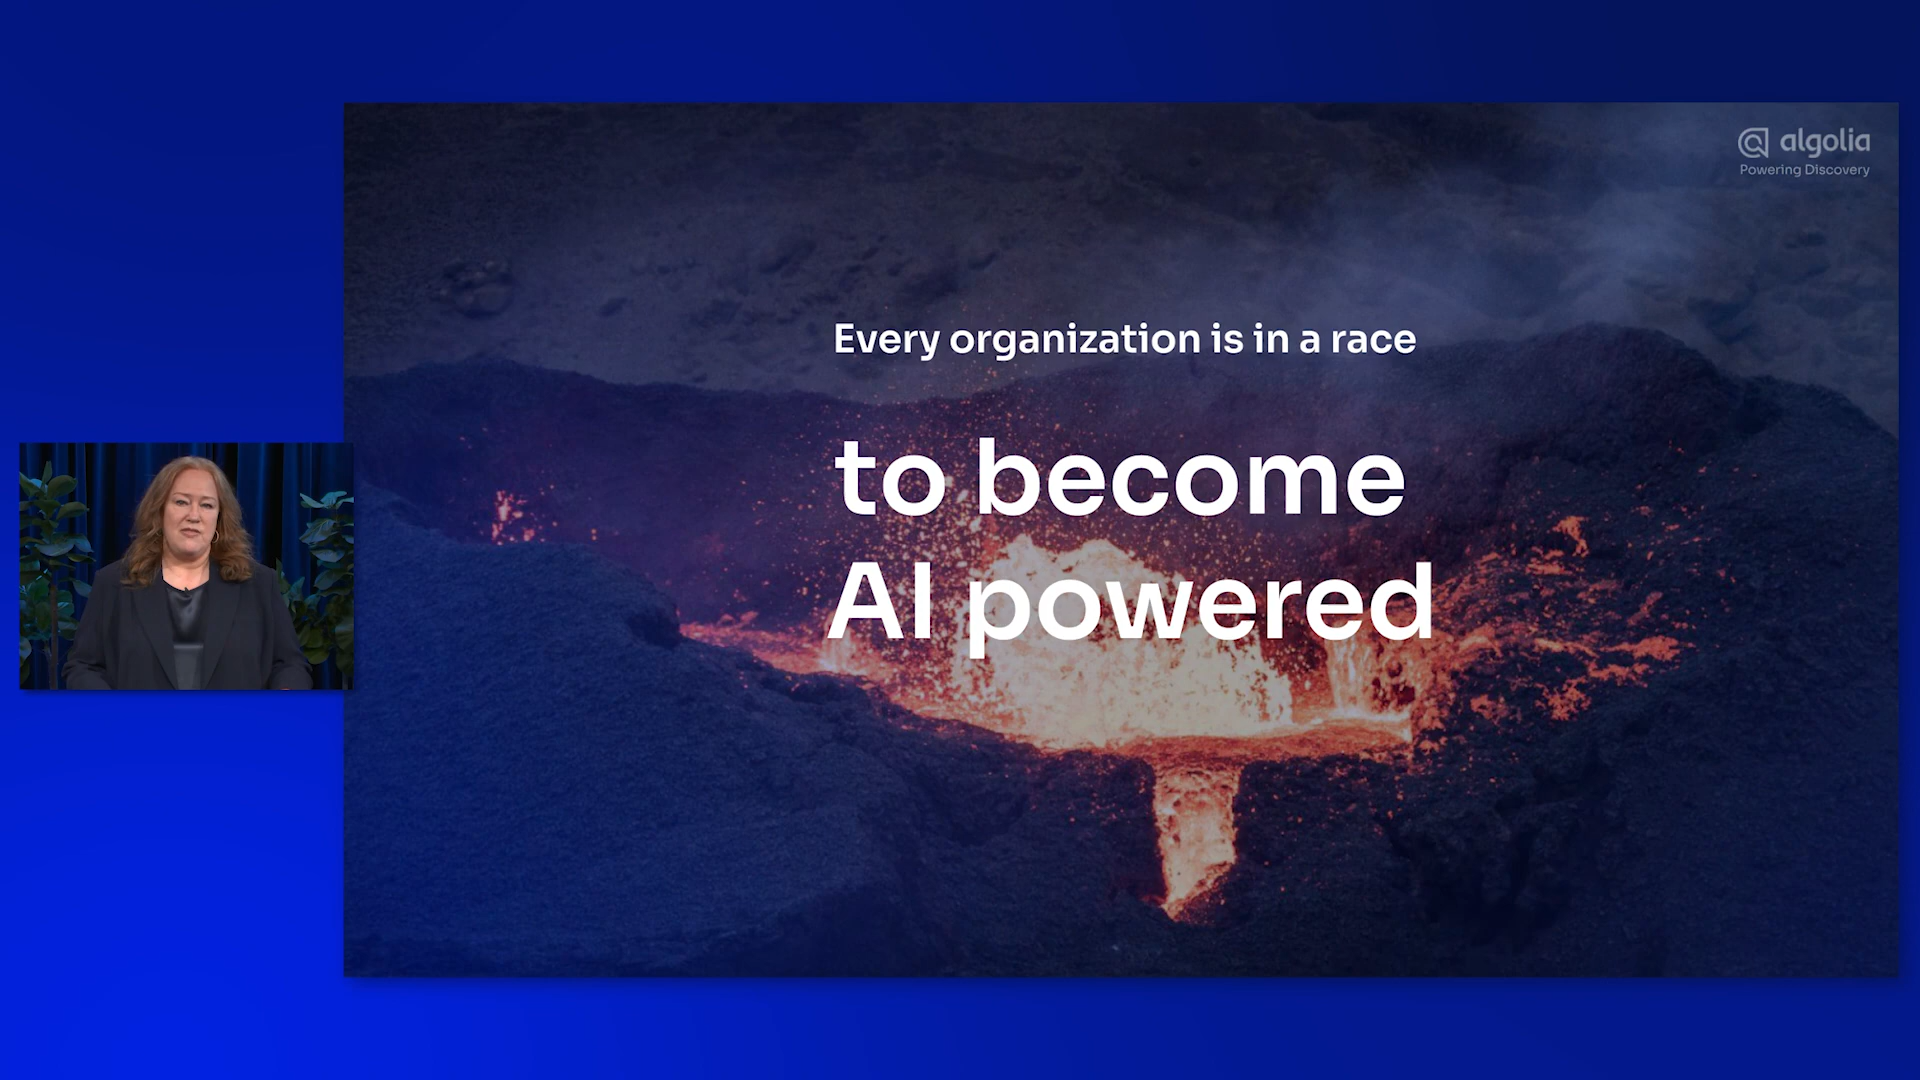 algolia
Powering Discovery
Every organization is in a race
to become
AI powered